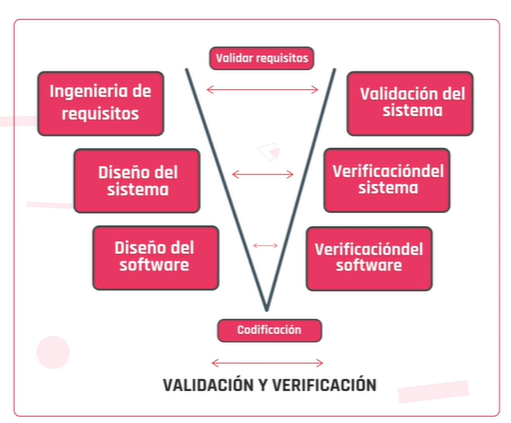 Validar requisitos
Ingenieria de
requisitos
Validación del
sistema
Diseño del
sistema
Verificacióndel
sistema
Diseño del
software
Verificacióndel
software
Codificación
VALIDACIÓN Y VERIFICACIÓN